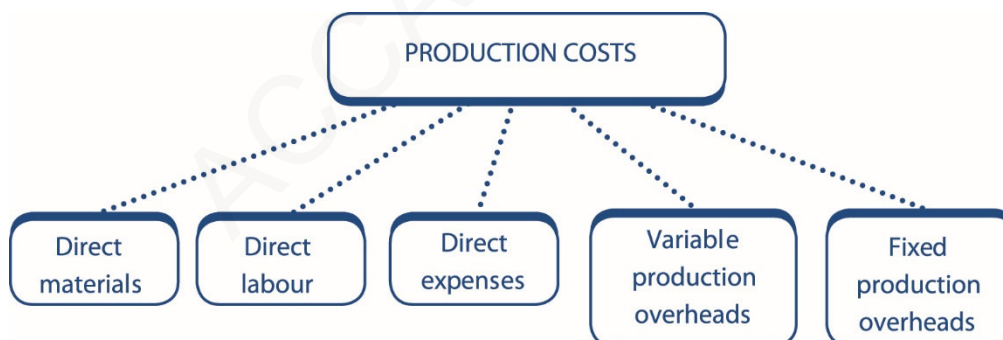 PRODUCTION COSTS
Direct
materials
Direct
labour
Direct
expenses
Variable
production
overheads
Fixed
production
overheads